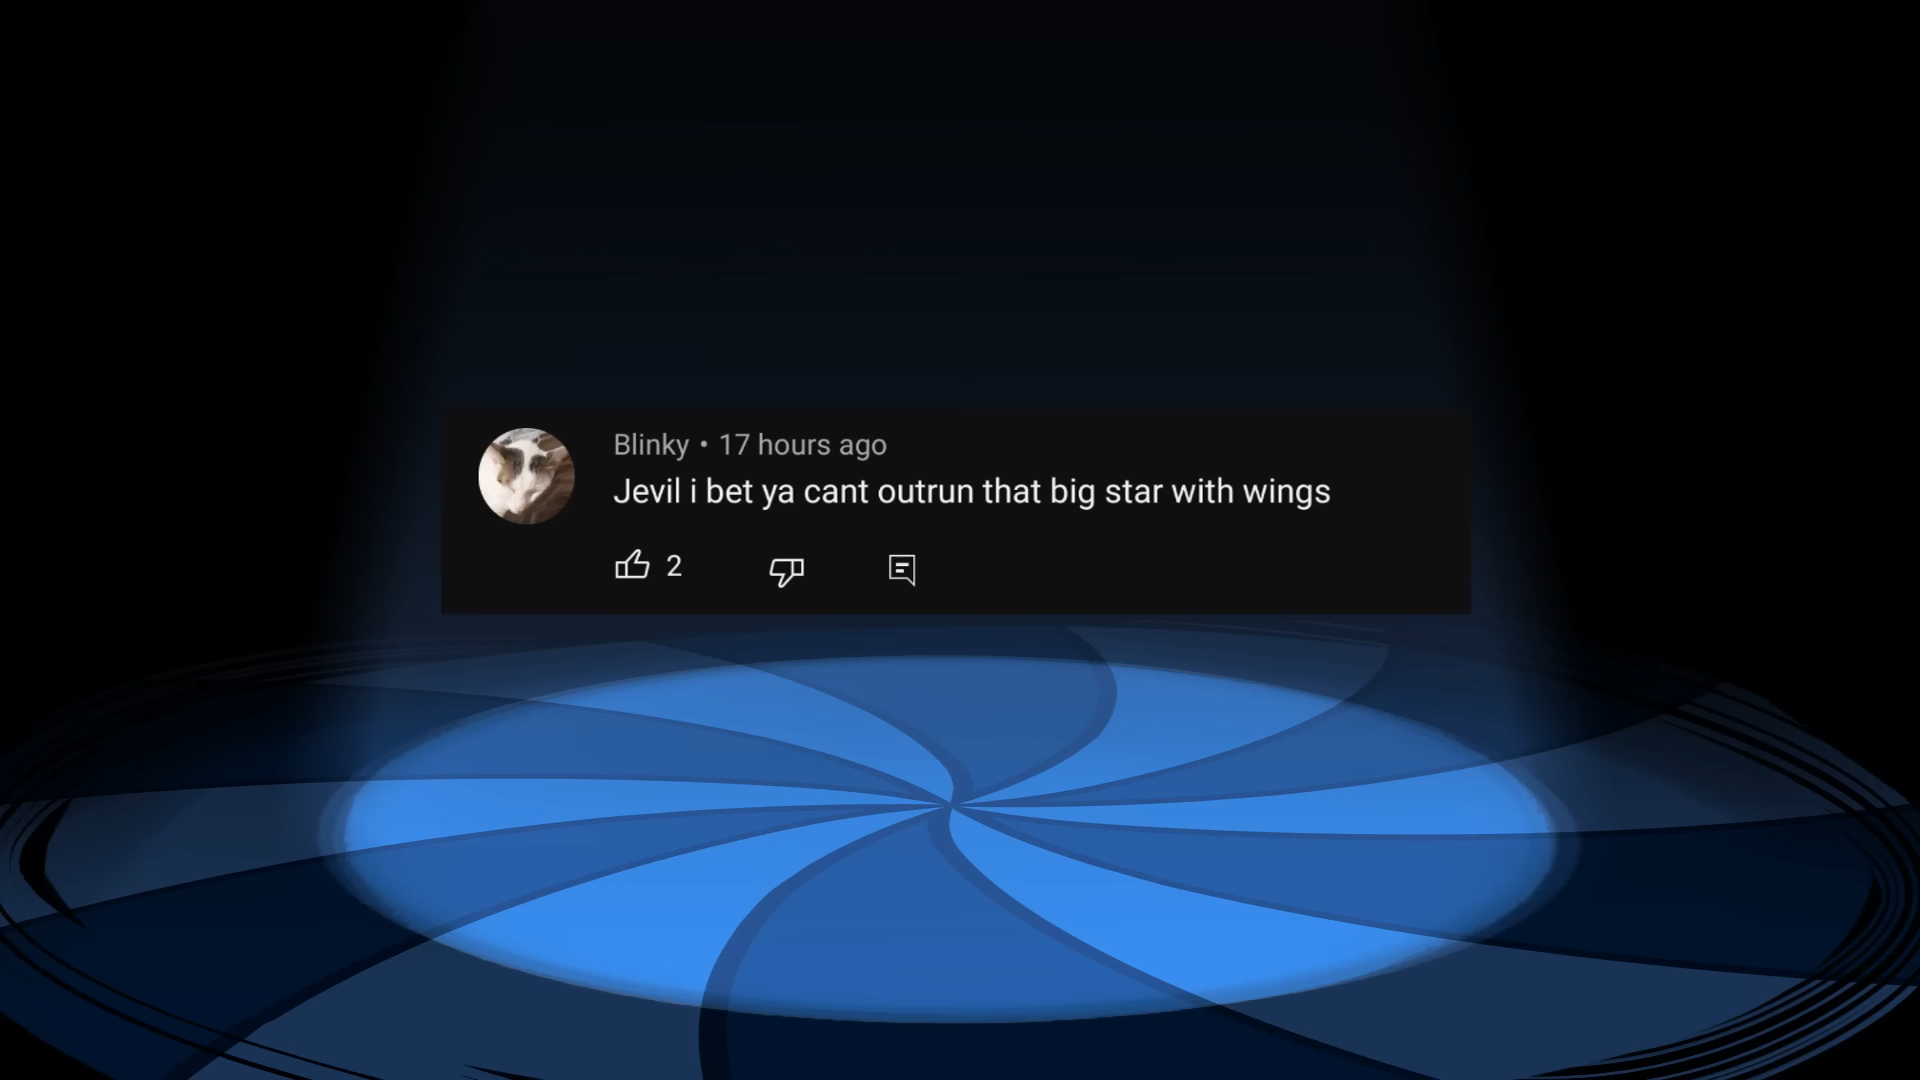 Blinky • 17 hours ago
Jevil i bet ya cant outrun that big star with wings
2